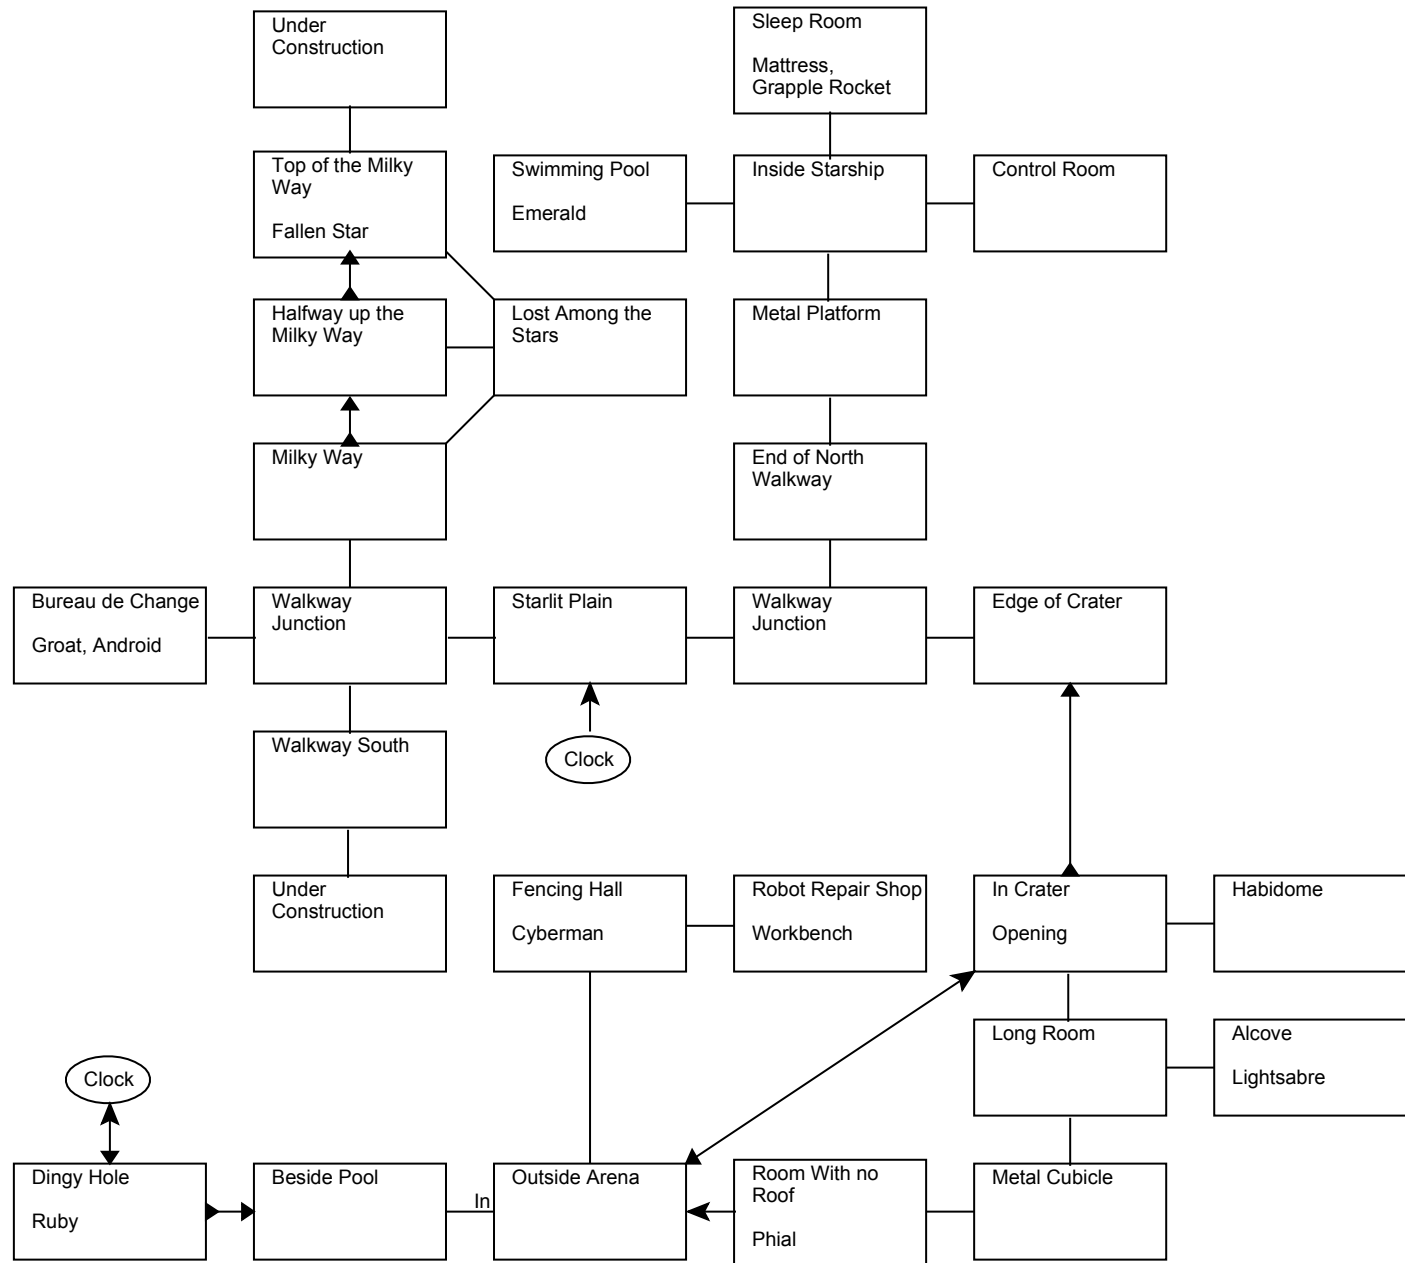 Under
Construction
Sleep Room
Mattress,
Grapple Rocket
Top of the Milky
Way
Fallen Star
Swimming Pool
Emerald
Inside Starship
Control Room
Halfway up the
Milky Way
Lost Among the
Stars
Metal Platform
Milky Way
End of North
Walkway
Bureau de Change
Groat, Android
Walkway
Junction
Starlit Plain
Walkway
Junction
Edge of Crater
Walkway South
Clock
Under
Construction
Fencing Hall
Cyberman
Robot Repair Shop
Workbench
In Crater
Opening
Habidome
Long Room
Alcove
Lightsabre
Clock
Dingy Hole
Ruby
Beside Pool
In
Outside Arena
Room With no
Roof
Phial
Metal Cubicle